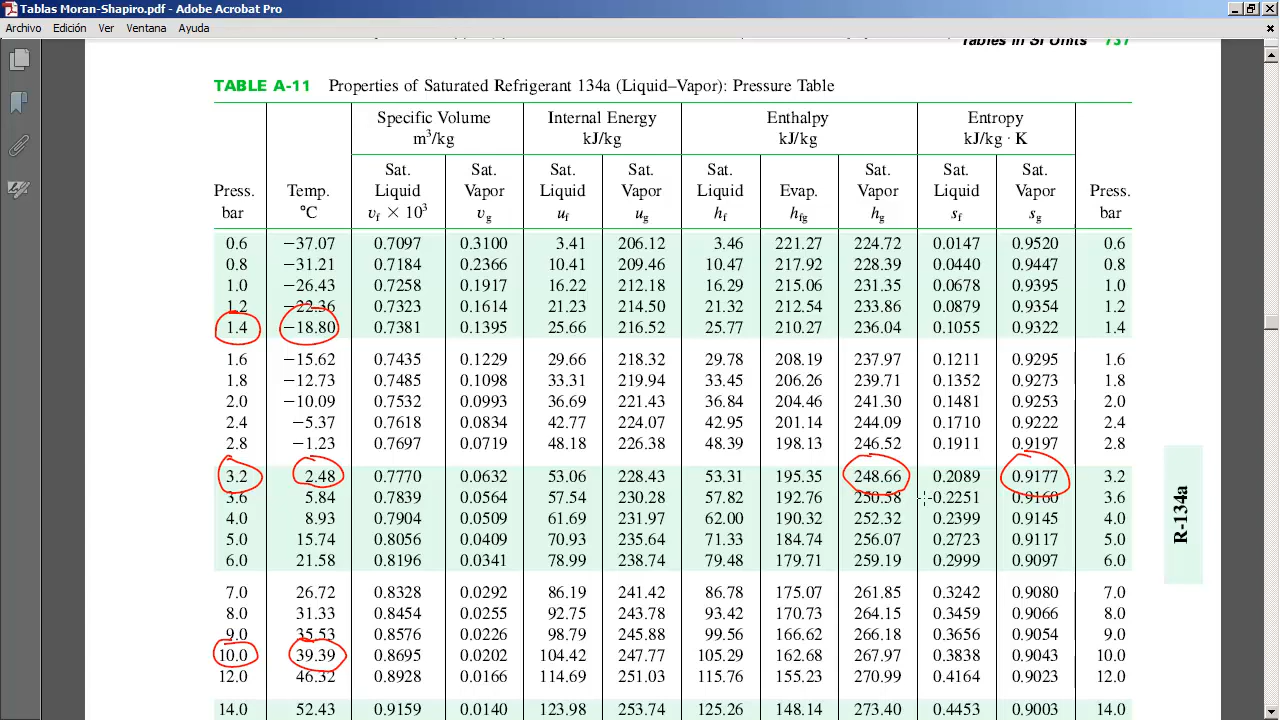 Tablas Moran-Shapiro.pdf - Adobe Acrobat Pro
Archivo Edición Ver Ventana Ayuda
Tables in SI Units 737
TABLE A-11 Properties of Saturated Refrigerant 134a (Liquid–Vapor): Pressure Table
Specific Volume Internal Energy Enthalpy Entropy
m³/kg kJ/kg kJ/kg kJ/kg · K
Sat. Sat. Sat. Sat. Sat. Sat. Sat. Sat.
Press. Temp. Liquid Vapor Liquid Vapor Liquid Evap. Vapor Liquid Vapor Press.
bar °C vf × 10³ vg uf ug hf hfg hg sf sg bar
0.6 −37.07 0.7097 0.3100 3.41 206.12 3.46 221.27 224.72 0.0147 0.9520 0.6
0.8 −31.21 0.7184 0.2366 10.41 209.46 10.47 217.92 228.39 0.0440 0.9447 0.8
1.0 −26.43 0.7258 0.1917 16.22 212.18 16.29 215.06 231.35 0.0678 0.9395 1.0
1.2 −22.36 0.7323 0.1614 21.23 214.50 21.32 212.54 233.86 0.0879 0.9354 1.2
1.4 −18.80 0.7381 0.1395 25.66 216.52 25.77 210.27 236.04 0.1055 0.9322 1.4
1.6 −15.62 0.7435 0.1229 29.66 218.32 29.78 208.19 237.97 0.1211 0.9295 1.6
1.8 −12.73 0.7485 0.1098 33.31 219.94 33.45 206.26 239.71 0.1352 0.9273 1.8
2.0 −10.09 0.7532 0.0993 36.69 221.43 36.84 204.46 241.30 0.1481 0.9253 2.0
2.4 −5.37 0.7618 0.0834 42.77 224.07 42.95 201.14 244.09 0.1710 0.9222 2.4
2.8 −1.23 0.7697 0.0719 48.18 226.38 48.39 198.13 246.52 0.1911 0.9197 2.8
3.2 2.48 0.7770 0.0632 53.06 228.43 53.31 195.35 248.66 0.2089 0.9177 3.2
3.6 5.84 0.7839 0.0564 57.54 230.28 57.82 192.76 250.58 0.2251 0.9160 3.6
4.0 8.93 0.7904 0.0509 61.69 231.97 62.00 190.32 252.32 0.2399 0.9145 4.0
5.0 15.74 0.8056 0.0409 70.93 235.64 71.33 184.74 256.07 0.2723 0.9117 5.0
6.0 21.58 0.8196 0.0341 78.99 238.74 79.48 179.71 259.19 0.2999 0.9097 6.0
7.0 26.72 0.8328 0.0292 86.19 241.42 86.78 175.07 261.85 0.3242 0.9080 7.0
8.0 31.33 0.8454 0.0255 92.75 243.78 93.42 170.73 264.15 0.3459 0.9066 8.0
9.0 35.53 0.8576 0.0226 98.79 245.88 99.56 166.62 266.18 0.3656 0.9054 9.0
10.0 39.39 0.8695 0.0202 104.42 247.77 105.29 162.68 267.97 0.3838 0.9043 10.0
12.0 46.32 0.8928 0.0166 114.69 251.03 115.76 155.23 270.99 0.4164 0.9023 12.0
14.0 52.43 0.9159 0.0140 123.98 253.74 125.26 148.14 273.40 0.4453 0.9003 14.0
R-134a